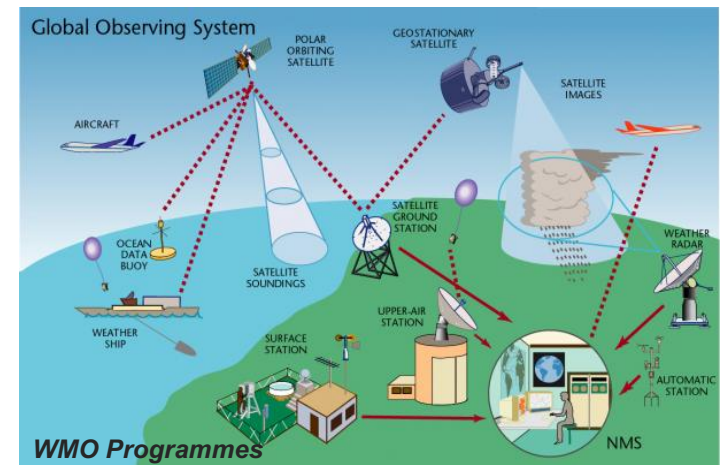 Global Observing System
POLAR
ORBITING
SATELLITE
GEOSTATIONARY
SATELLITE
SATELLITE
IMAGES
AIRCRAFT
OCEAN
DATA
BUOY
SATELLITE
SOUNDINGS
SATELLITE
GROUND
STATION
WEATHER
RADAR
WEATHER
SHIP
UPPER-AIR
STATION
SURFACE
STATION
AUTOMATIC
STATION
NMS
WMO Programmes